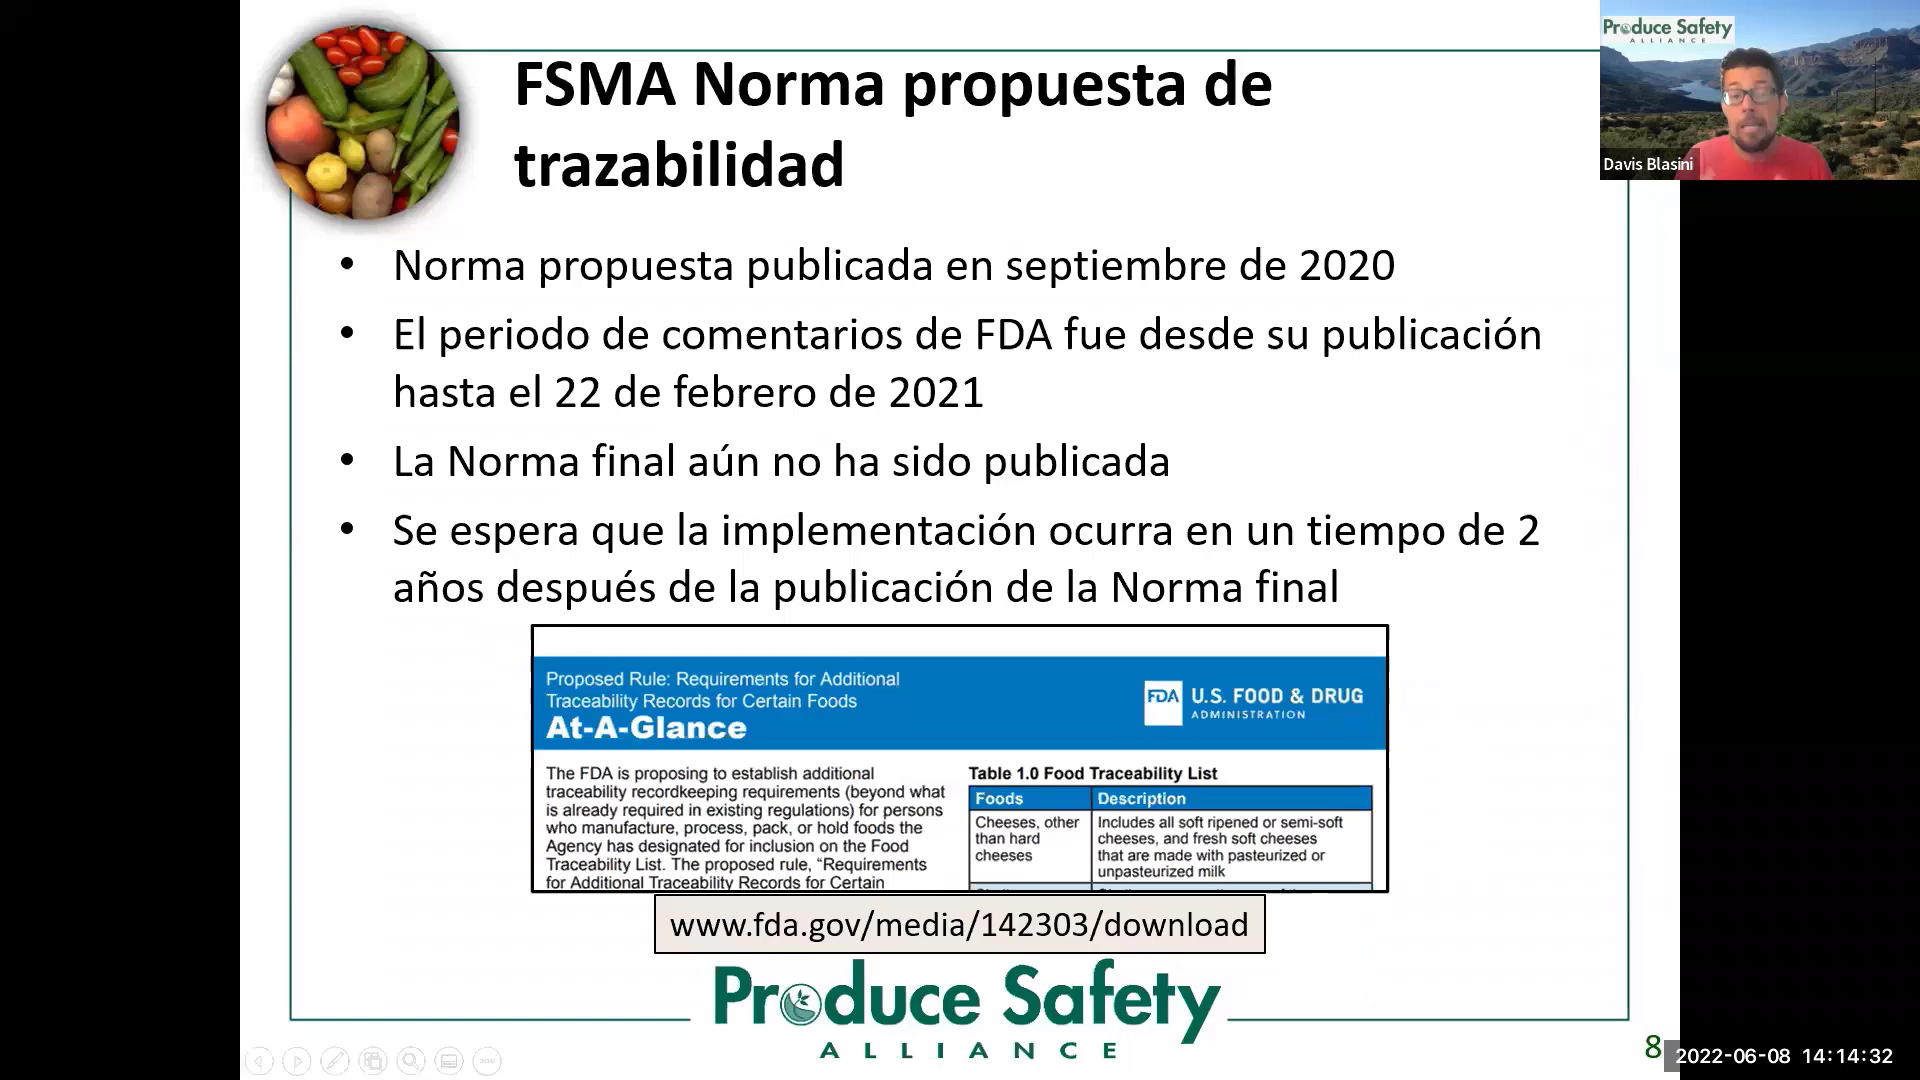 FSMA Norma propuesta de
trazabilidad
Produce Safety
ALLIANCE
Davis Blasini
• Norma propuesta publicada en septiembre de 2020
• El periodo de comentarios de FDA fue desde su publicación
hasta el 22 de febrero de 2021
• La Norma final aún no ha sido publicada
• Se espera que la implementación ocurra en un tiempo de 2
años después de la publicación de la Norma final
Proposed Rule: Requirements for Additional
Traceability Records for Certain Foods
At-A-Glance
FDA U.S. FOOD & DRUG
ADMINISTRATION
The FDA is proposing to establish additional
traceability recordkeeping requirements (beyond what
is already required in existing regulations) for persons
who manufacture, process, pack, or hold foods the
Agency has designated for inclusion on the Food
Traceability List. The proposed rule, “Requirements
for Additional Traceability Records for Certain
Table 1.0 Food Traceability List
Foods Description
Cheeses, other
than hard
cheeses
Includes all soft ripened or semi-soft
cheeses, and fresh soft cheeses
that are made with pasteurized or
unpasteurized milk
www.fda.gov/media/142303/download
Produce Safety
ALLIANCE
8
2022-06-08 14:14:32